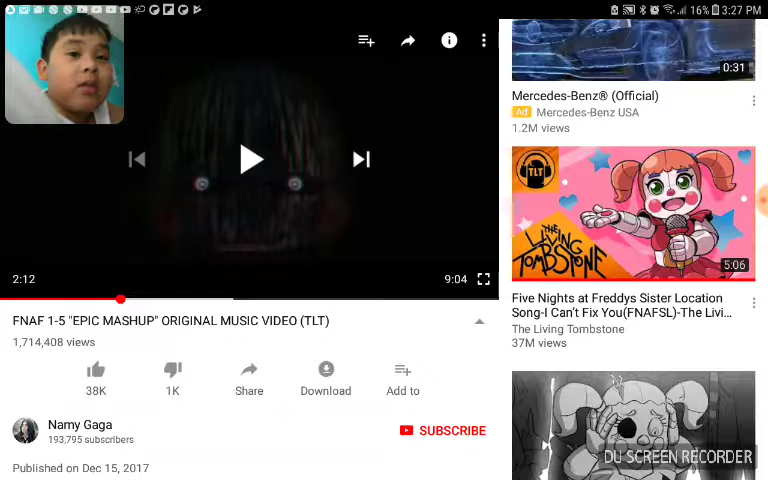 16% 3:27 PM
2:12
9:04
FNAF 1-5 "EPIC MASHUP" ORIGINAL MUSIC VIDEO (TLT)
1,714,408 views
38K
1K
Share
Download
Add to
Namy Gaga
193,795 subscribers
SUBSCRIBE
Published on Dec 15, 2017
0:31
Mercedes-Benz® (Official)
Ad Mercedes-Benz USA
1.2M views
TLT
THE LIVING TOMBSTONE
5:06
Five Nights at Freddys Sister Location
Song-I Can't Fix You(FNAFSL)-The Livi...
The Living Tombstone
37M views
DU SCREEN RECORDER